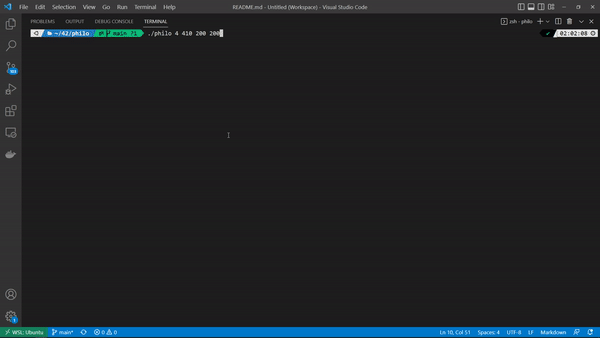 File Edit Selection View Go Run Terminal Help
README.md - Untitled (Workspace) - Visual Studio Code
PROBLEMS OUTPUT DEBUG CONSOLE TERMINAL
zsh - philo
~/42/philo main ?1 ./philo 4 410 200 200
02:02:08
WSL: Ubuntu main* 0 0 Ln 10, Col 51 Spaces: 4 UTF-8 LF Markdown